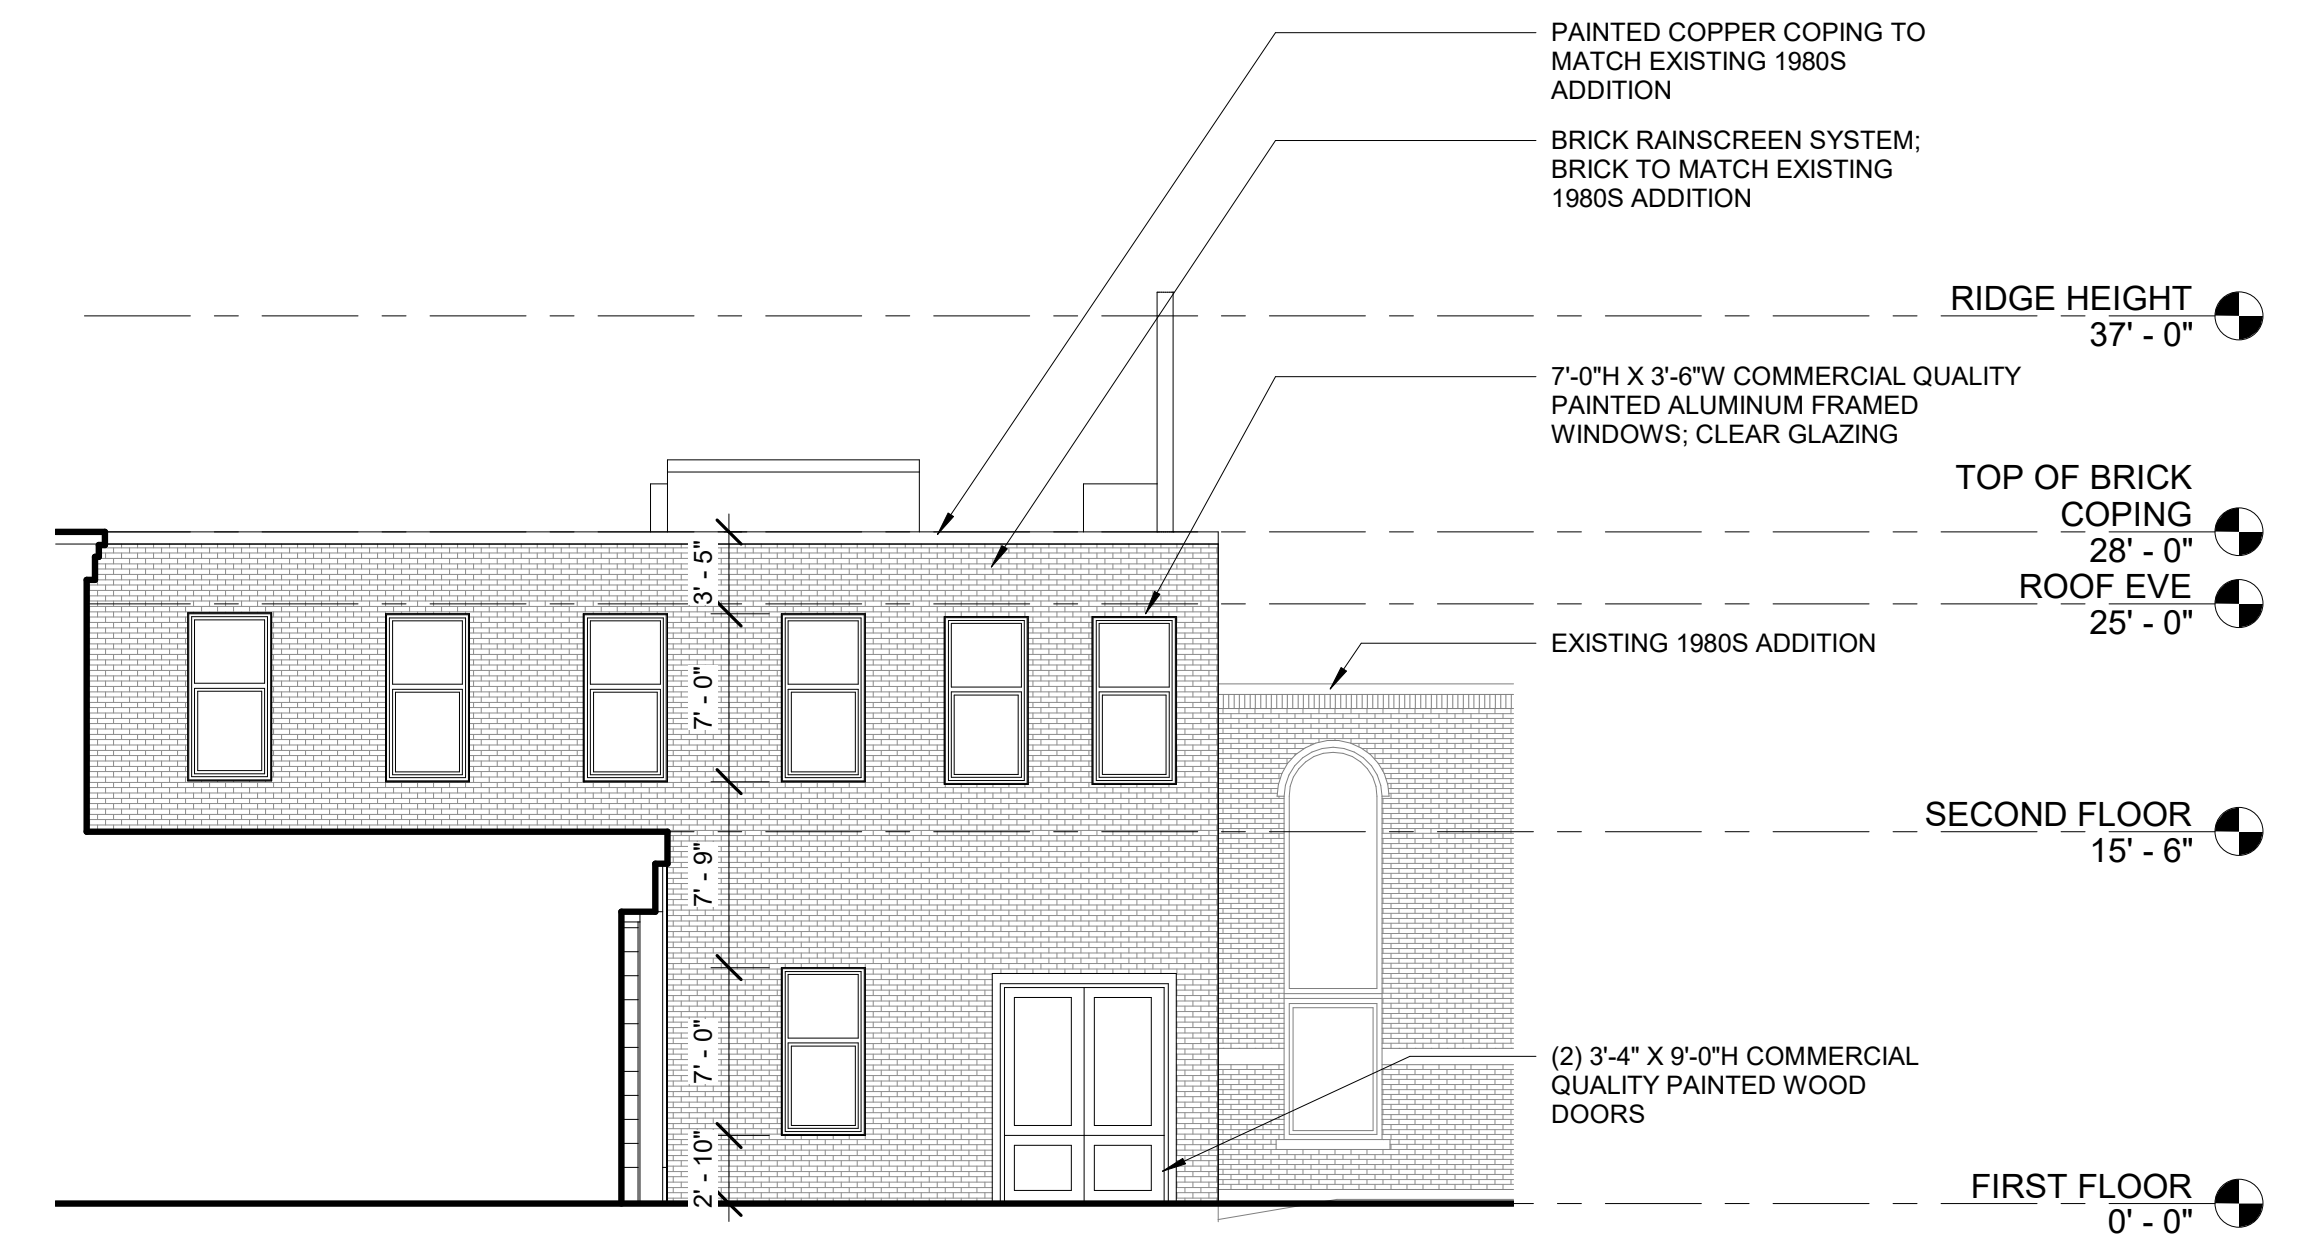 PAINTED COPPER COPING TO
MATCH EXISTING 1980S
ADDITION
BRICK RAINSCREEN SYSTEM;
BRICK TO MATCH EXISTING
1980S ADDITION
RIDGE HEIGHT
37' - 0"
7'-0"H X 3'-6"W COMMERCIAL QUALITY
PAINTED ALUMINUM FRAMED
WINDOWS; CLEAR GLAZING
TOP OF BRICK
COPING
28' - 0"
ROOF EVE
25' - 0"
EXISTING 1980S ADDITION
SECOND FLOOR
15' - 6"
(2) 3'-4" X 9'-0"H COMMERCIAL
QUALITY PAINTED WOOD
DOORS
FIRST FLOOR
0' - 0"
3' - 5"
7' - 0"
7' - 9"
7' - 0"
2' - 10"